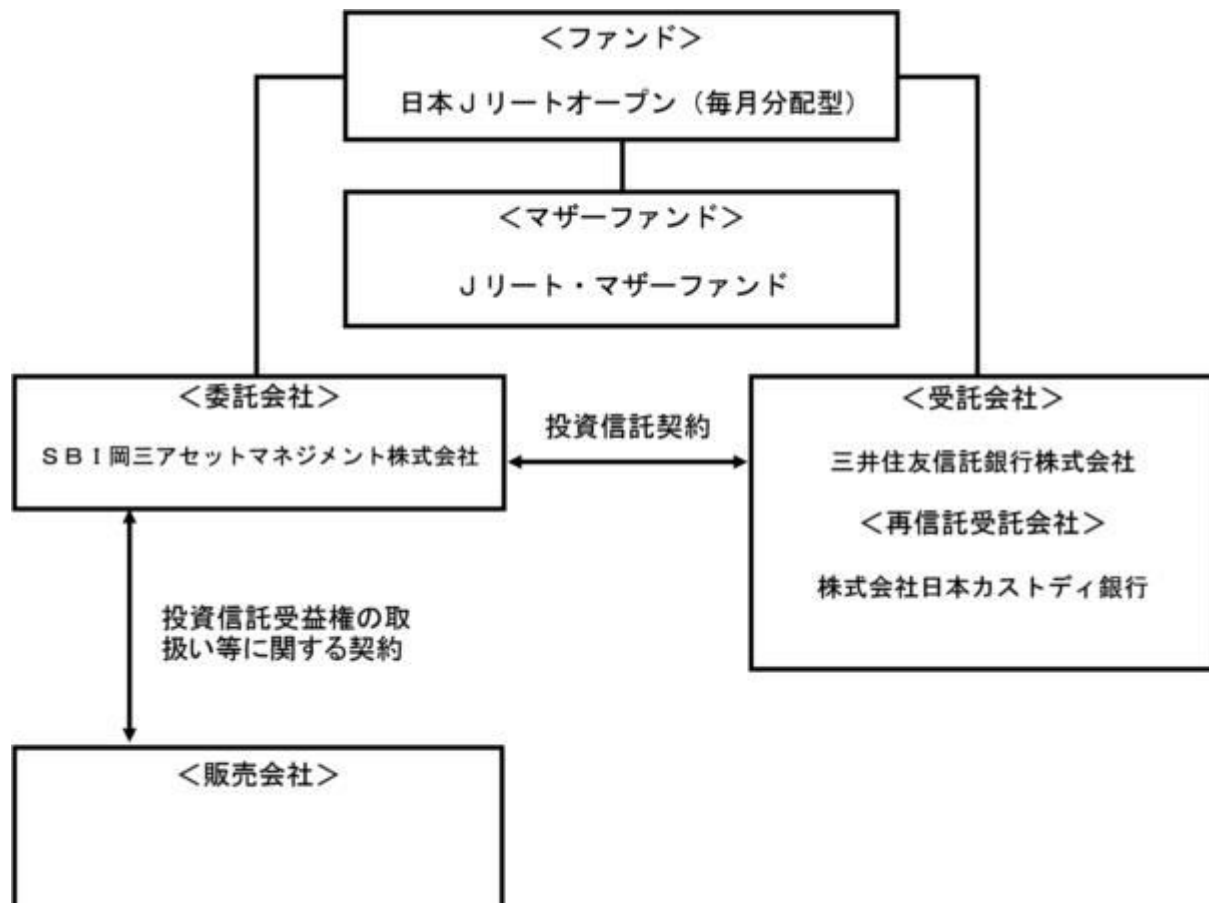 ＜ファンド＞
日本Ｊリートオープン（毎月分配型）
＜マザーファンド＞
Ｊリート・マザーファンド
＜委託会社＞
ＳＢＩ岡三アセットマネジメント株式会社
投資信託契約
＜受託会社＞
三井住友信託銀行株式会社
＜再信託受託会社＞
株式会社日本カストディ銀行
投資信託受益権の取
扱い等に関する契約
＜販売会社＞